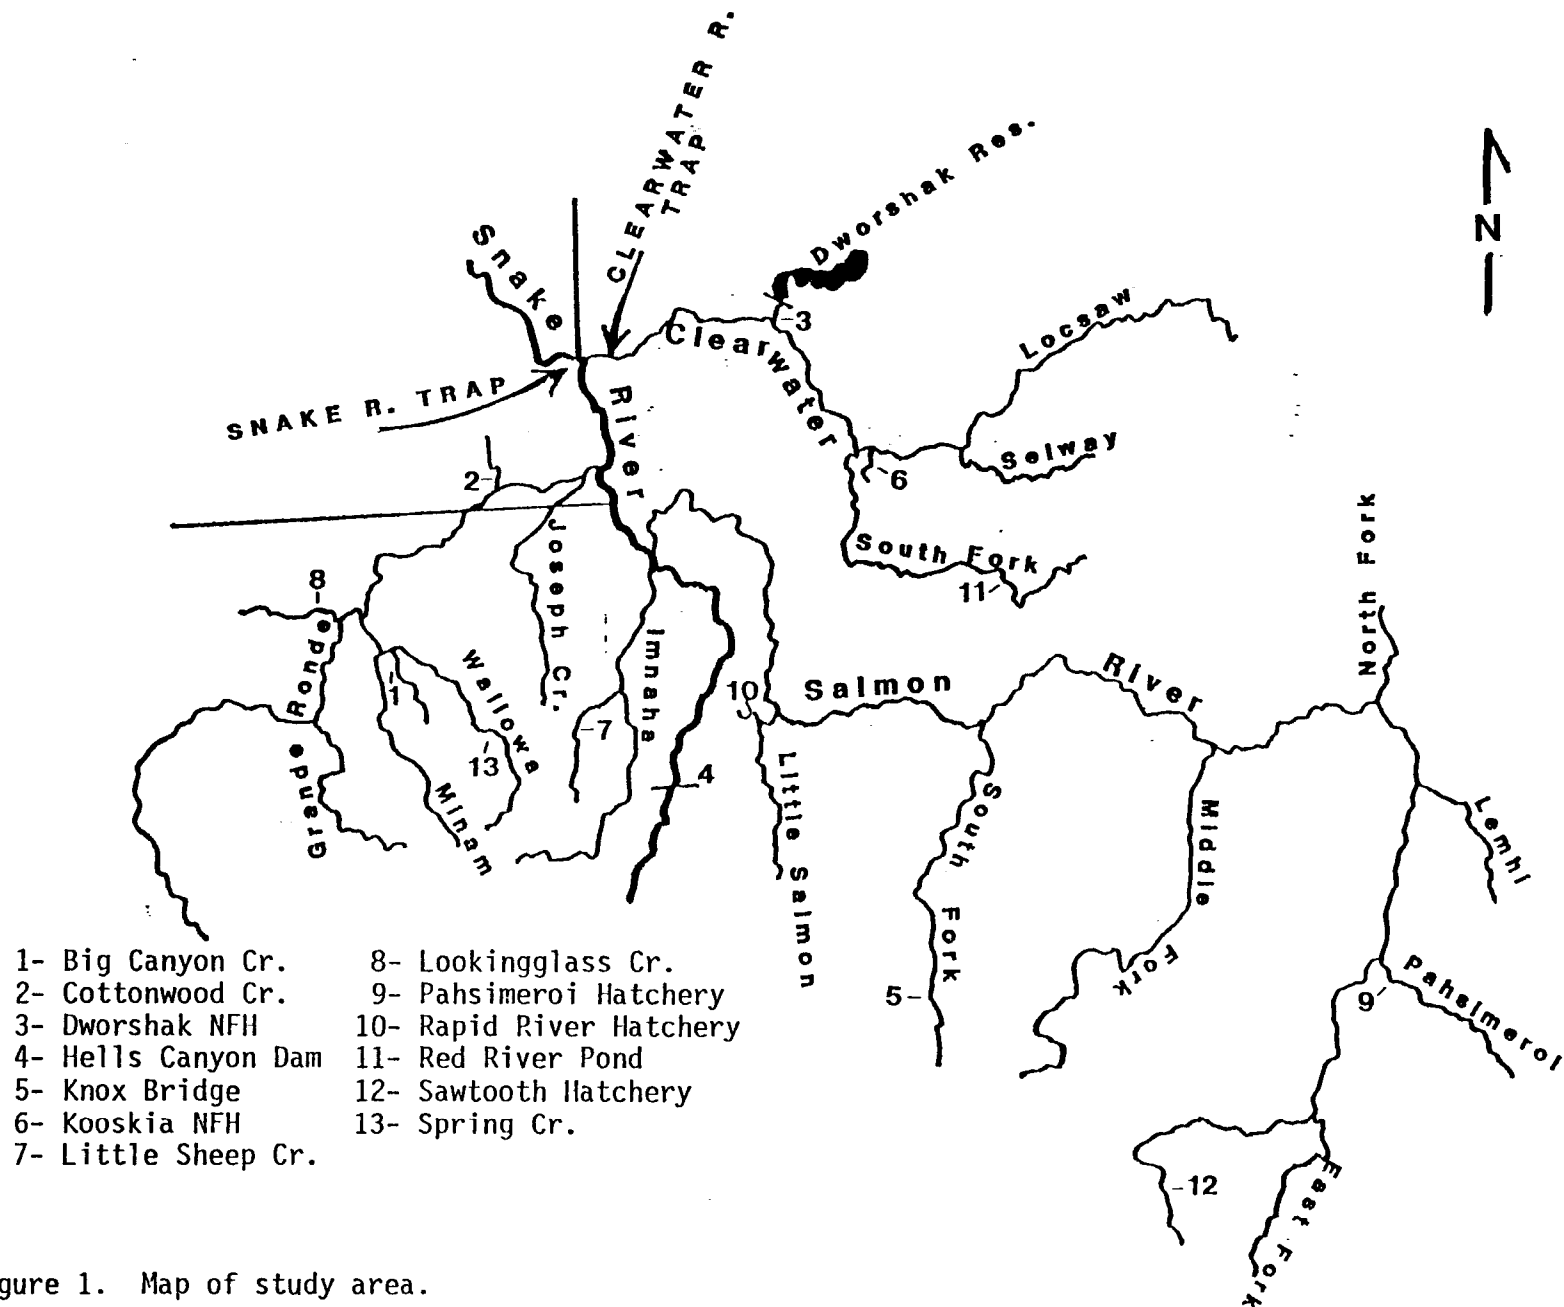 CLEARWATER R.
TRAP
Dworshak Res.
N
Snake
River
3
Clearwater
Locsaw
SNAKE R. TRAP
Selway
2
6
South Fork
11
North Fork
8
Joseph Cr.
Imnaha
Grande Ronde
Wallowa
1
13
Minam
7
4
10
Salmon River
Little Salmon
South Fork
5
Middle Fork
Lemhi
Pahsimeroi
9
12
East Fork
1- Big Canyon Cr.
2- Cottonwood Cr.
3- Dworshak NFH
4- Hells Canyon Dam
5- Knox Bridge
6- Kooskia NFH
7- Little Sheep Cr.
8- Lookingglass Cr.
9- Pahsimeroi Hatchery
10- Rapid River Hatchery
11- Red River Pond
12- Sawtooth Hatchery
13- Spring Cr.
gure 1. Map of study area.